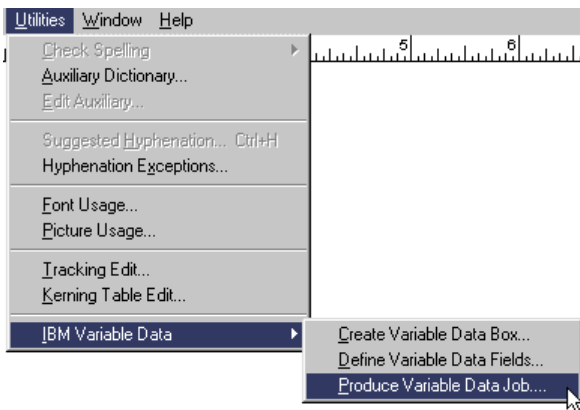 Utilities Window Help
5 6
Check Spelling
Auxiliary Dictionary...
Edit Auxiliary...
Suggested Hyphenation... Ctrl+H
Hyphenation Exceptions...
Font Usage...
Picture Usage...
Tracking Edit...
Kerning Table Edit...
IBM Variable Data
Create Variable Data Box...
Define Variable Data Fields...
Produce Variable Data Job....